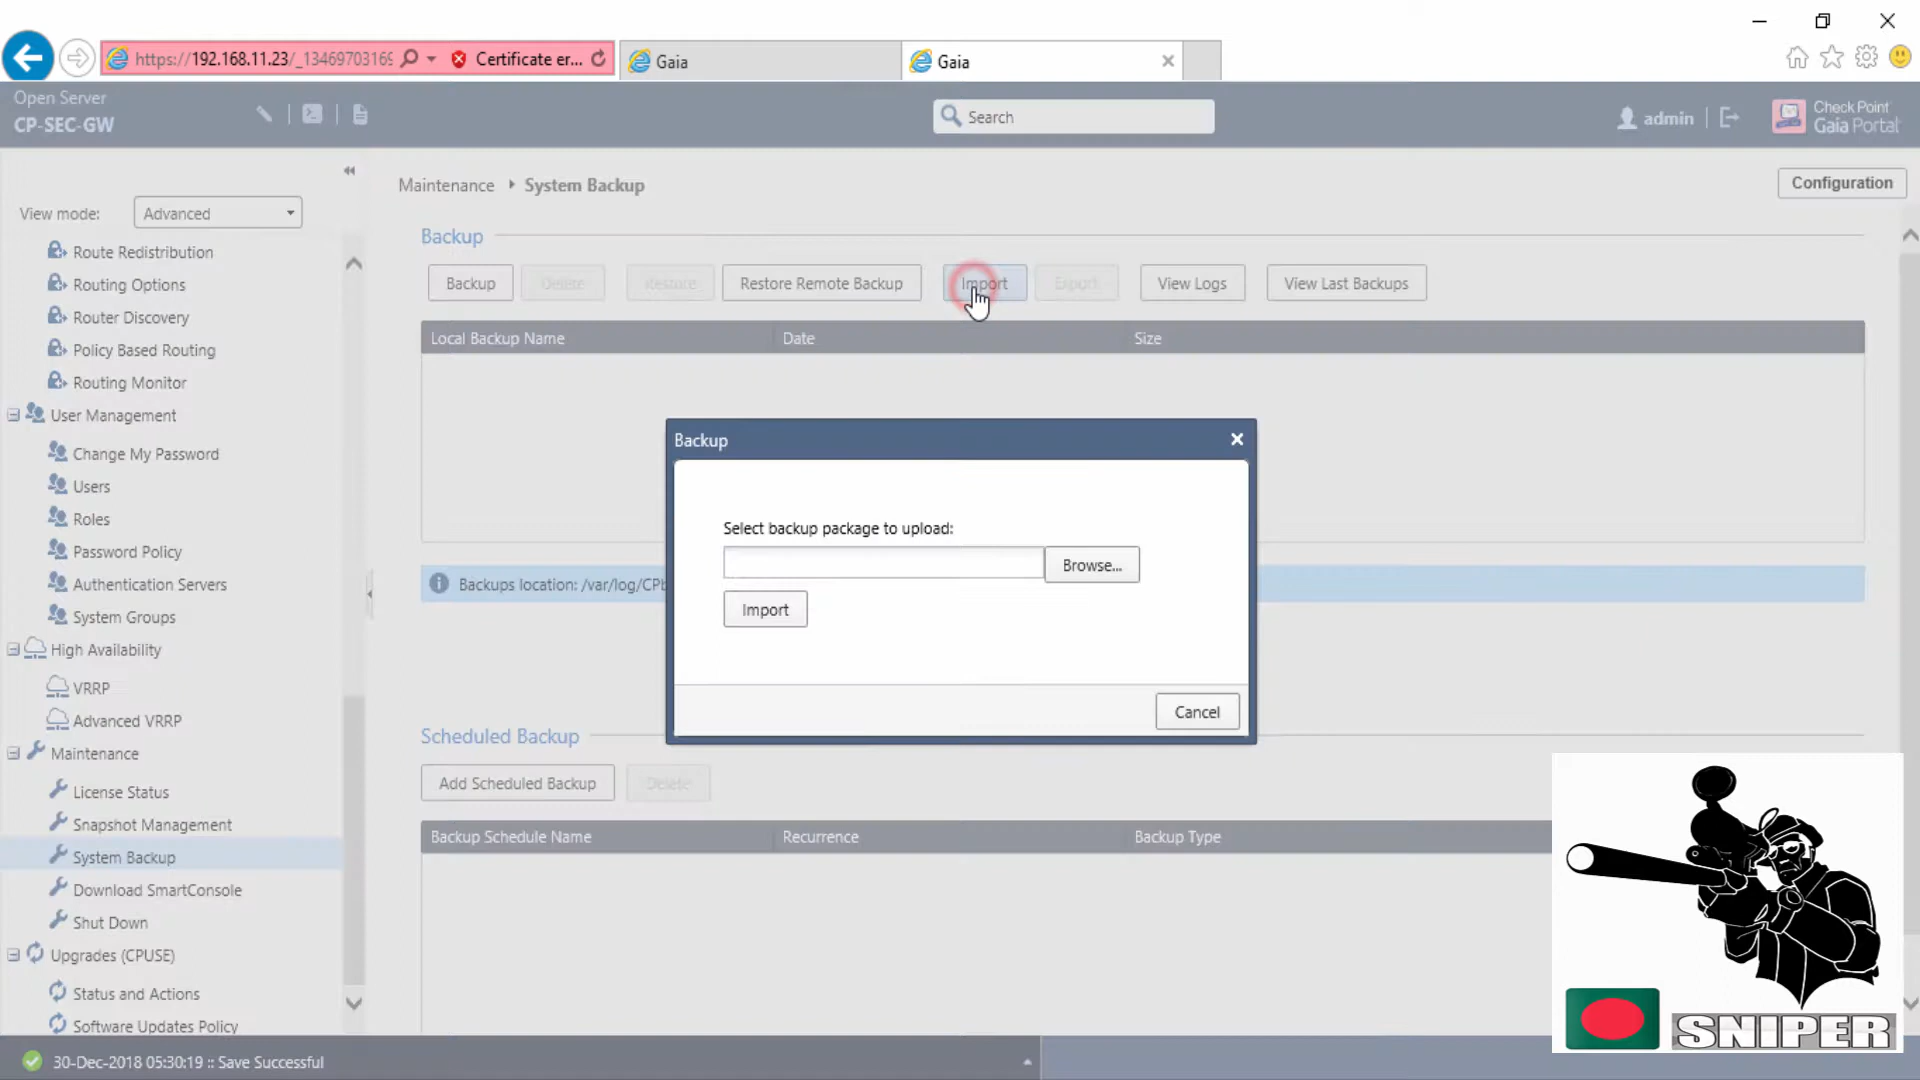 https://192.168.11.23/_13469703169
Certificate er...
Gaia
Gaia
Open Server
CP-SEC-GW
Search
admin
Check Point
Gaia Portal
View mode:
Advanced
Maintenance
System Backup
Configuration
Route Redistribution
Routing Options
Router Discovery
Policy Based Routing
Routing Monitor
User Management
Change My Password
Users
Roles
Password Policy
Authentication Servers
System Groups
High Availability
VRRP
Advanced VRRP
Maintenance
License Status
Snapshot Management
System Backup
Download SmartConsole
Shut Down
Upgrades (CPUSE)
Status and Actions
Software Updates Policy
Backup
Backup
Delete
Restore
Restore Remote Backup
Import
Export
View Logs
View Last Backups
Local Backup Name
Date
Size
Backup
Select backup package to upload:
Browse...
Import
Cancel
Backups location:
Scheduled Backup
Add Scheduled Backup
Delete
Backup Schedule Name
Recurrence
Backup Type
SNIPER
30-Dec-2018 05:30:19 :: Save Successful